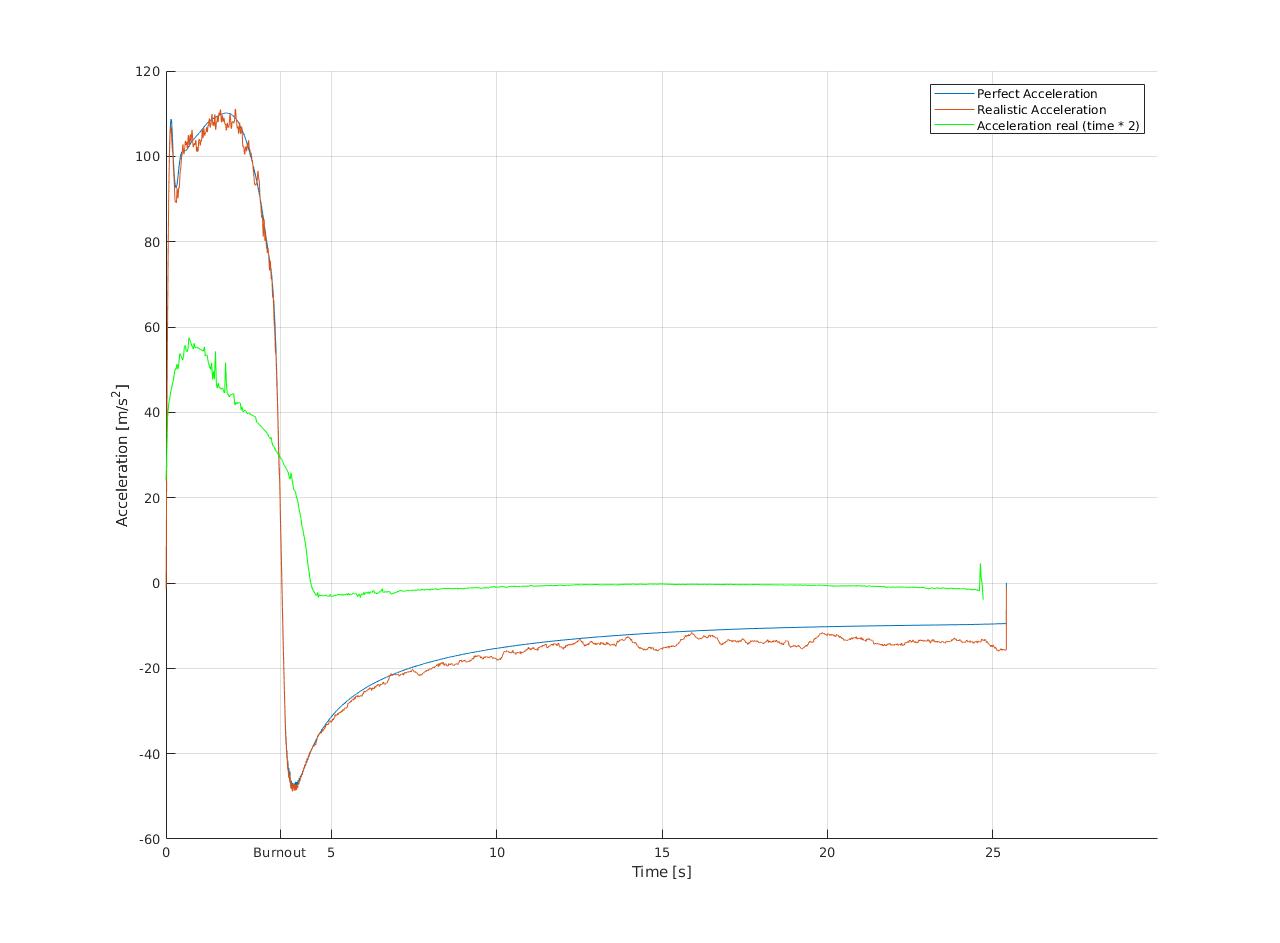 120
100
80
60
40
20
0
-20
-40
-60
Acceleration [m/s²]
Perfect Acceleration
Realistic Acceleration
Acceleration real (time * 2)
0 Burnout 5 10 15 20 25
Time [s]